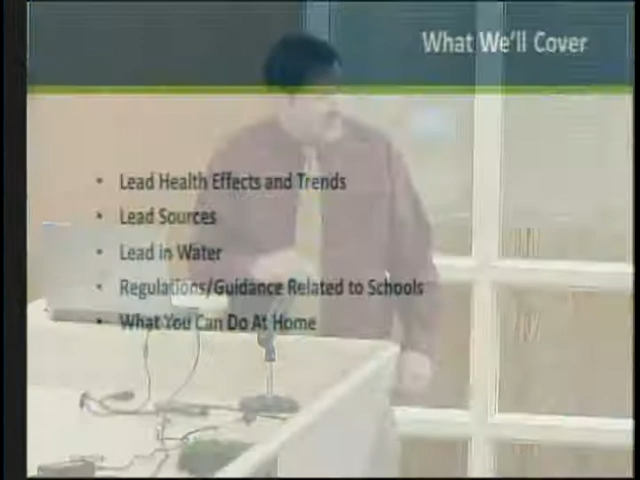 What We'll Cover
• Lead Health Effects and Trends
• Lead Sources
• Lead in Water
• Regulations/Guidance Related to Schools
• What You Can Do At Home